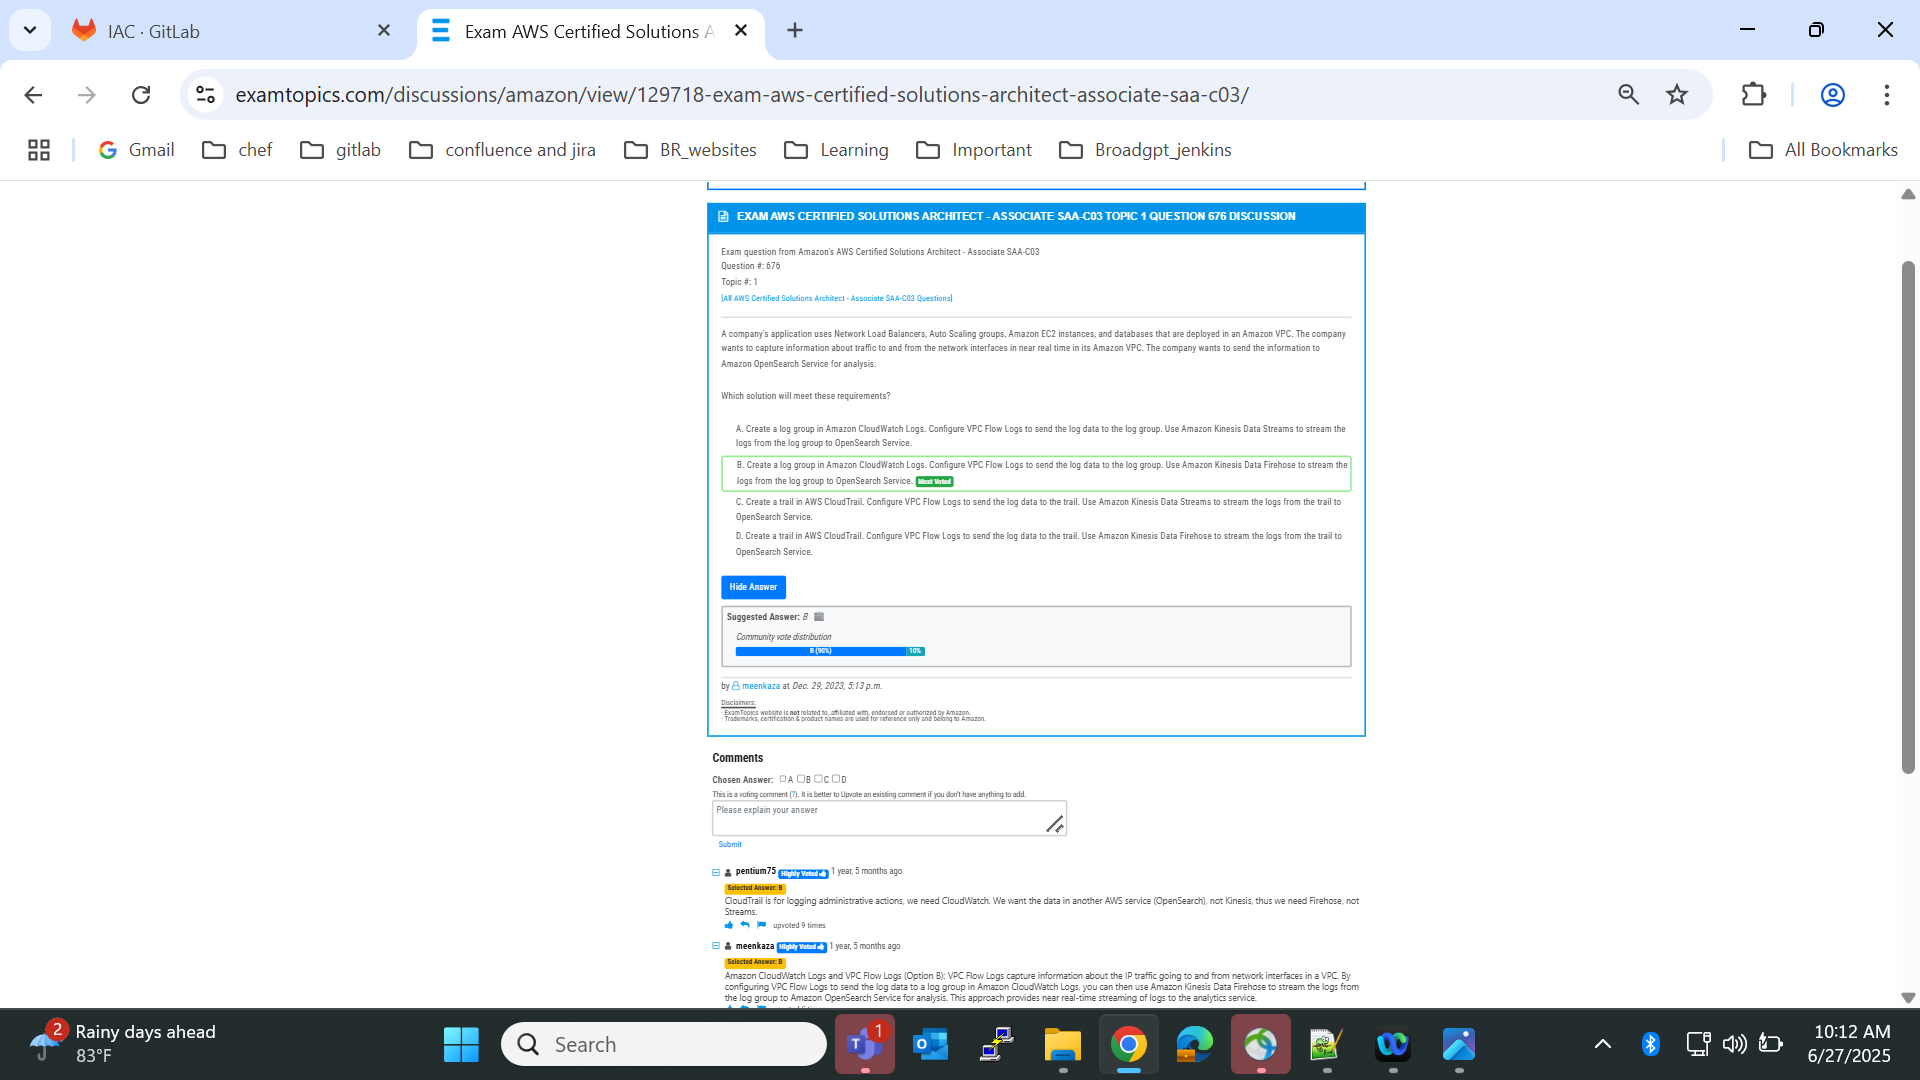 IAC · GitLab
Exam AWS Certified Solutions A
examtopics.com/discussions/amazon/view/129718-exam-aws-certified-solutions-architect-associate-saa-c03/
Gmail
chef
gitlab
confluence and jira
BR_websites
Learning
Important
Broadgpt_jenkins
All Bookmarks
EXAM AWS CERTIFIED SOLUTIONS ARCHITECT - ASSOCIATE SAA-C03 TOPIC 1 QUESTION 676 DISCUSSION
Exam question from Amazon's AWS Certified Solutions Architect - Associate SAA-C03
Question #: 676
Topic #: 1
[All AWS Certified Solutions Architect - Associate SAA-C03 Questions]
A company's application uses Network Load Balancers, Auto Scaling groups, Amazon EC2 instances, and databases that are deployed in an Amazon VPC. The company
wants to capture information about traffic to and from the network interfaces in near real time in its Amazon VPC. The company wants to send the information to
Amazon OpenSearch Service for analysis.
Which solution will meet these requirements?
A. Create a log group in Amazon CloudWatch Logs. Configure VPC Flow Logs to send the log data to the log group. Use Amazon Kinesis Data Streams to stream the
logs from the log group to OpenSearch Service.
B. Create a log group in Amazon CloudWatch Logs. Configure VPC Flow Logs to send the log data to the log group. Use Amazon Kinesis Data Firehose to stream the
logs from the log group to OpenSearch Service. Most Voted
C. Create a trail in AWS CloudTrail. Configure VPC Flow Logs to send the log data to the trail. Use Amazon Kinesis Data Streams to stream the logs from the trail to
OpenSearch Service.
D. Create a trail in AWS CloudTrail. Configure VPC Flow Logs to send the log data to the trail. Use Amazon Kinesis Data Firehose to stream the logs from the trail to
OpenSearch Service.
Hide Answer
Suggested Answer: B
Community vote distribution
B (90%) 10%
by meenkaza at Dec. 29, 2023, 5:13 p.m.
Disclaimers:
- ExamTopics website is not related to, affiliated with, endorsed or authorized by Amazon.
- Trademarks, certification & product names are used for reference only and belong to Amazon.
Comments
Chosen Answer: A B C D
This is a voting comment (?). It is better to Upvote an existing comment if you don't have anything to add.
Please explain your answer
Submit
pentium75 Highly Voted 1 year, 5 months ago
Selected Answer: B
CloudTrail is for logging administrative actions, we need CloudWatch. We want the data in another AWS service (OpenSearch), not Kinesis, thus we need Firehose, not
Streams.
upvoted 9 times
meenkaza Highly Voted 1 year, 5 months ago
Selected Answer: B
Amazon CloudWatch Logs and VPC Flow Logs (Option B): VPC Flow Logs capture information about the IP traffic going to and from network interfaces in a VPC. By
configuring VPC Flow Logs to send the log data to a log group in Amazon CloudWatch Logs, you can then use Amazon Kinesis Data Firehose to stream the logs from
the log group to Amazon OpenSearch Service for analysis. This approach provides near real-time streaming of logs to the analytics service.
2
Rainy days ahead
83°F
Search
1
10:12 AM
6/27/2025